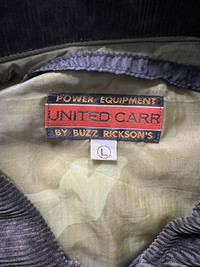 POWER EQUIPMENT
UNITED CARR
BY BUZZ RICKSON'S
L